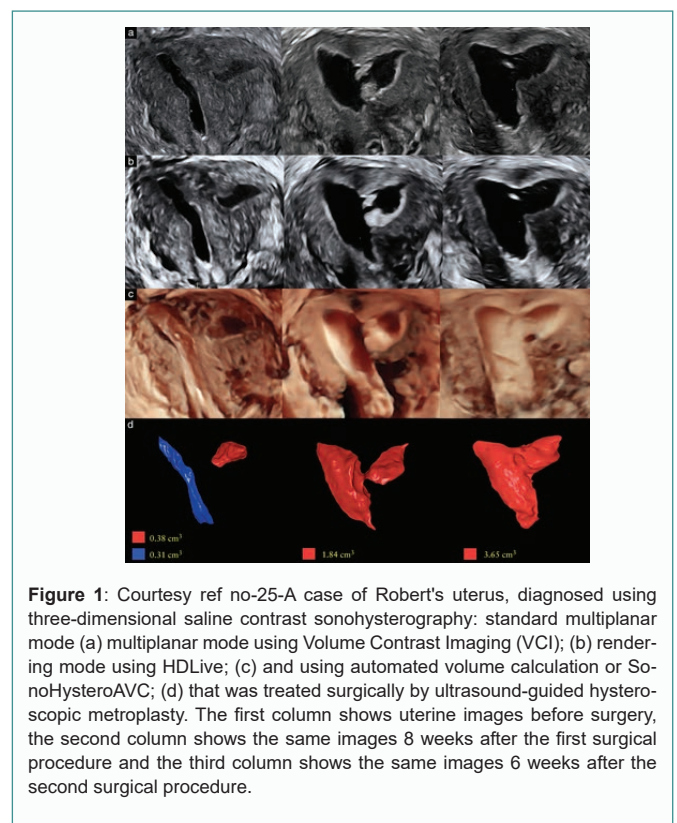 a
b
c
d
0.38 cm³
0.31 cm³
1.84 cm³
3.65 cm³
Figure 1: Courtesy ref no-25-A case of Robert's uterus, diagnosed using
three-dimensional saline contrast sonohysterography: standard multiplanar
mode (a) multiplanar mode using Volume Contrast Imaging (VCI); (b) render-
ing mode using HDLive; (c) and using automated volume calculation or So-
noHysteroAVC; (d) that was treated surgically by ultrasound-guided hystero-
scopic metroplasty. The first column shows uterine images before surgery,
the second column shows the same images 8 weeks after the first surgical
procedure and the third column shows the same images 6 weeks after the
second surgical procedure.